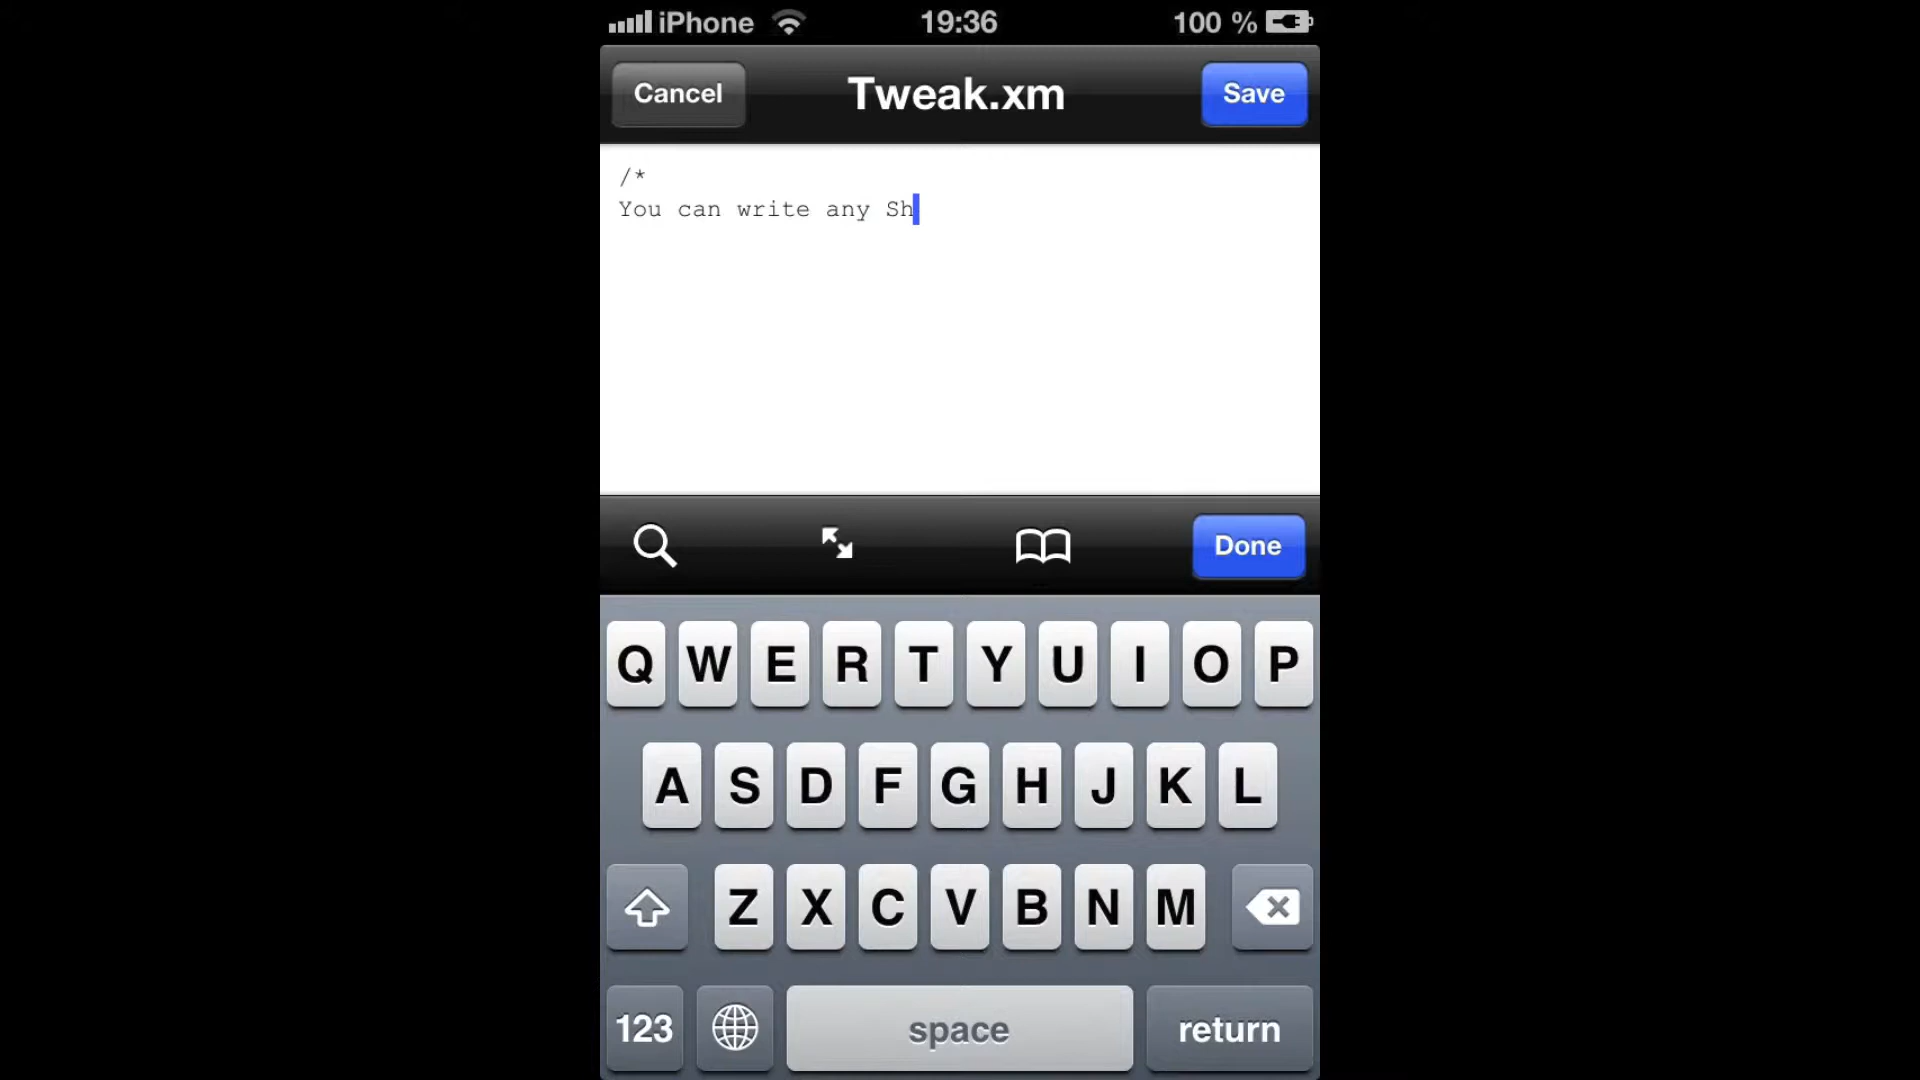 iPhone 19:36 100 %
Cancel Tweak.xm Save
/*
You can write any Sh
Done
Q W E R T Y U I O P
A S D F G H J K L
Z X C V B N M
123 space return